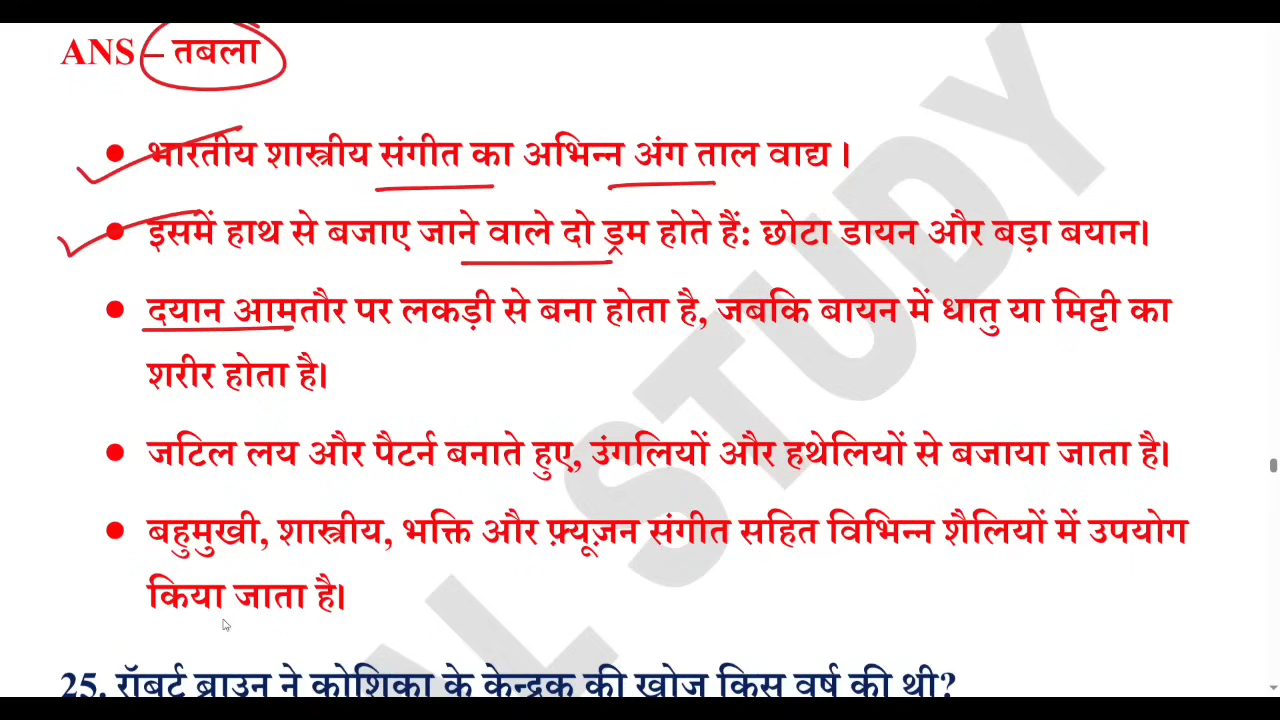 ANS – तबला
• भारतीय शास्त्रीय संगीत का अभिन्न अंग ताल वाद्य ।
• इसमें हाथ से बजाए जाने वाले दो ड्रम होते हैं: छोटा डायन और बड़ा बयान।
• दयान आमतौर पर लकड़ी से बना होता है, जबकि बायन में धातु या मिट्टी का
शरीर होता है।
• जटिल लय और पैटर्न बनाते हुए, उंगलियों और हथेलियों से बजाया जाता है।
• बहुमुखी, शास्त्रीय, भक्ति और फ़्यूज़न संगीत सहित विभिन्न शैलियों में उपयोग
किया जाता है।
25. रॉबर्ट ब्राउन ने कोशिका के केन्द्रक की खोज किस वर्ष की थी?
STUDY